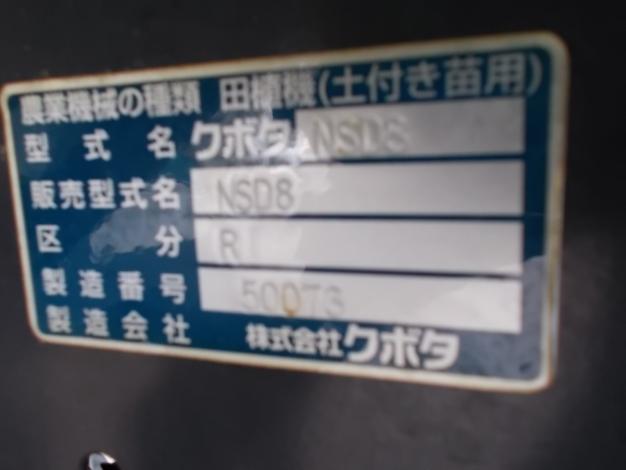 農業機械の種類 田植機(土付き苗用)
型式名 クボタ NSD8
販売型式名 NSD8
区分 R
製造番号 50073
製造会社 株式会社クボタ